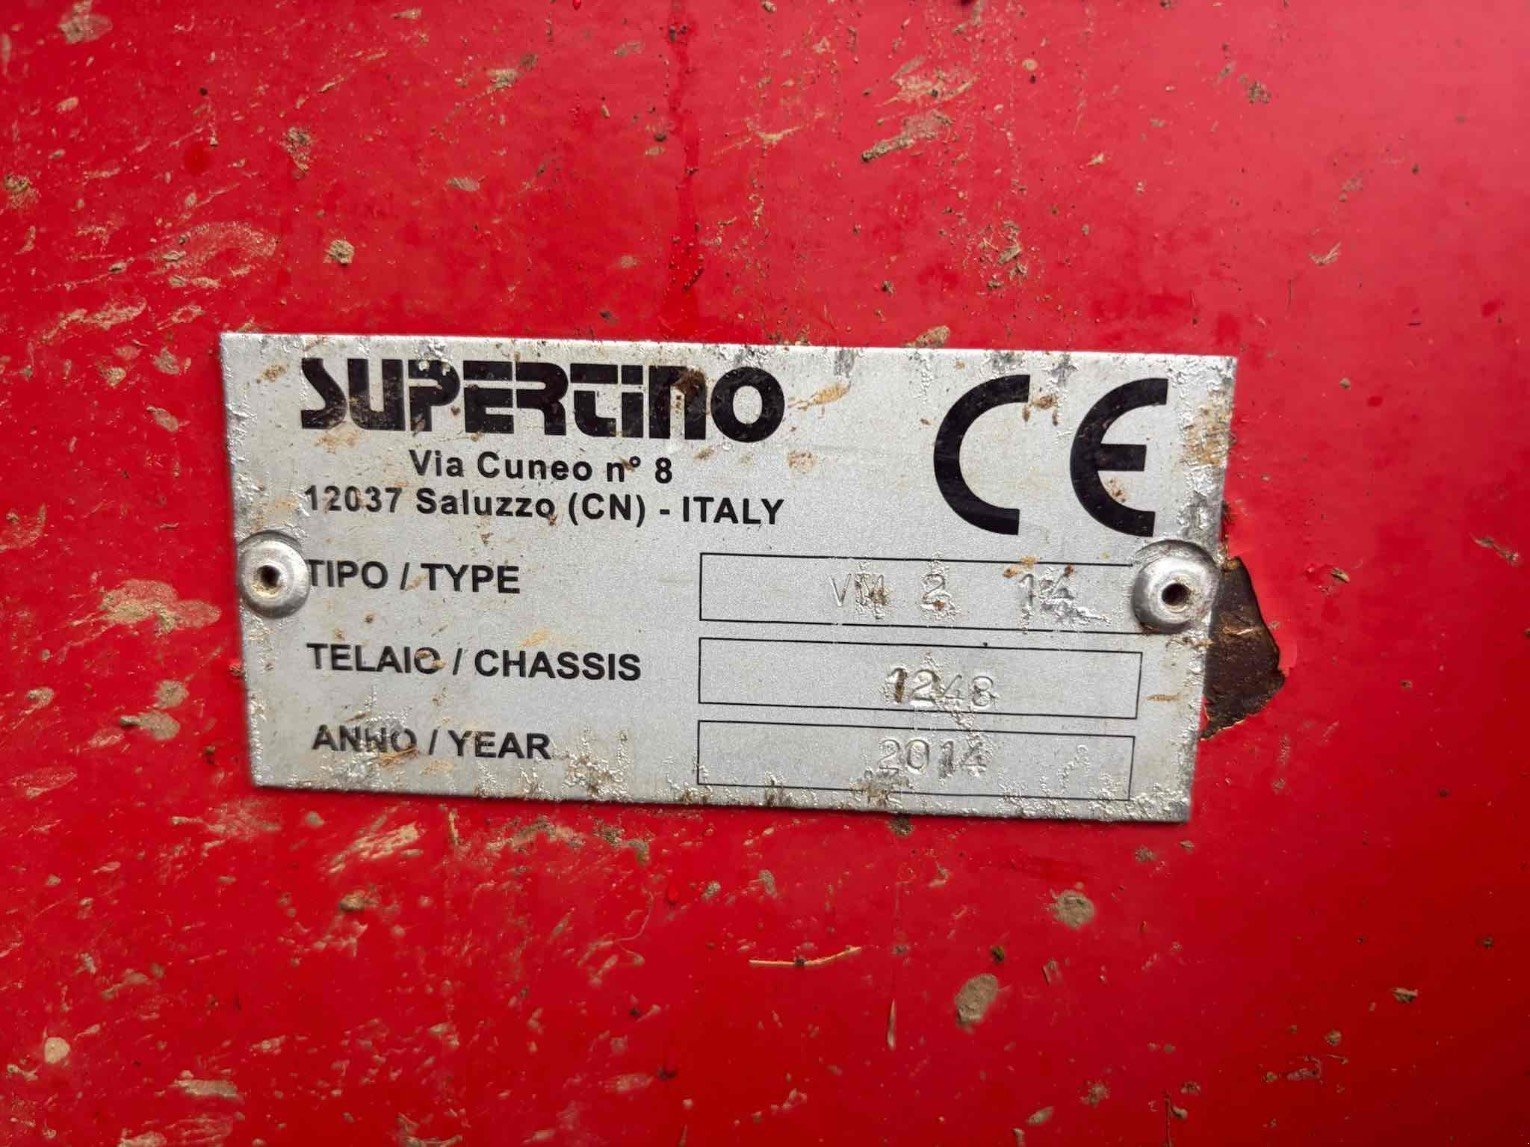 SUPERTINO
CE
Via Cuneo n° 8
12037 Saluzzo (CN) - ITALY
TIPO / TYPE VM 2 14
TELAIO / CHASSIS 1248
ANNO / YEAR 2014